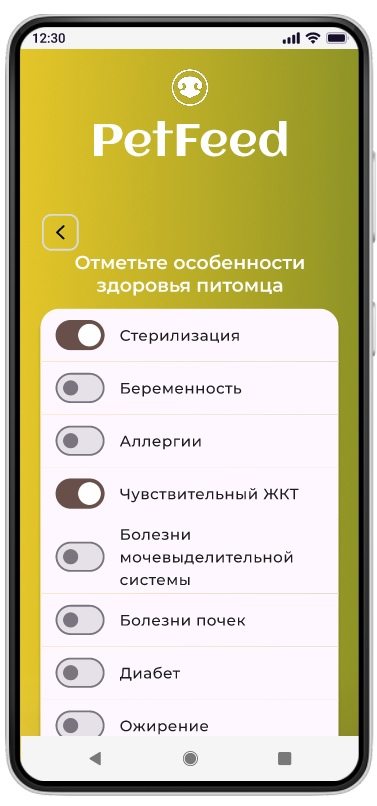 12:30
PetFeed
Отметьте особенности
здоровья питомца
Стерилизация
Беременность
Аллергии
Чувствительный ЖКТ
Болезни
мочевыделительной
системы
Болезни почек
Диабет
Ожирение